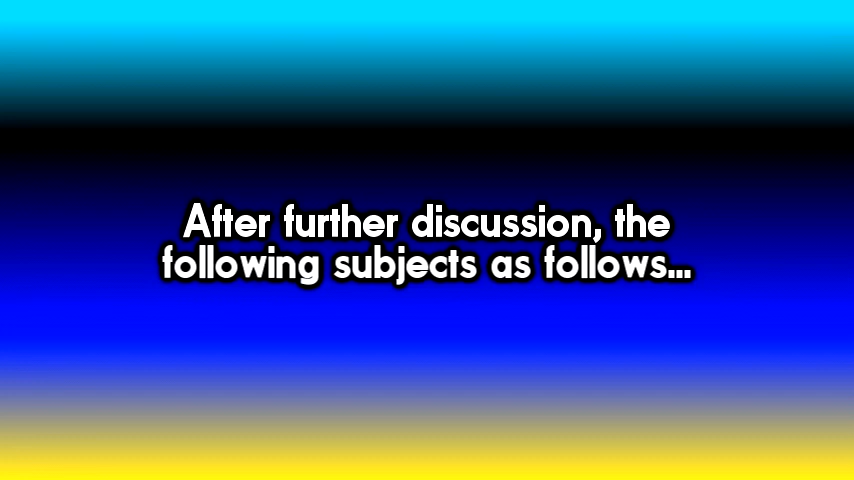 After further discussion, the
following subjects as follows...